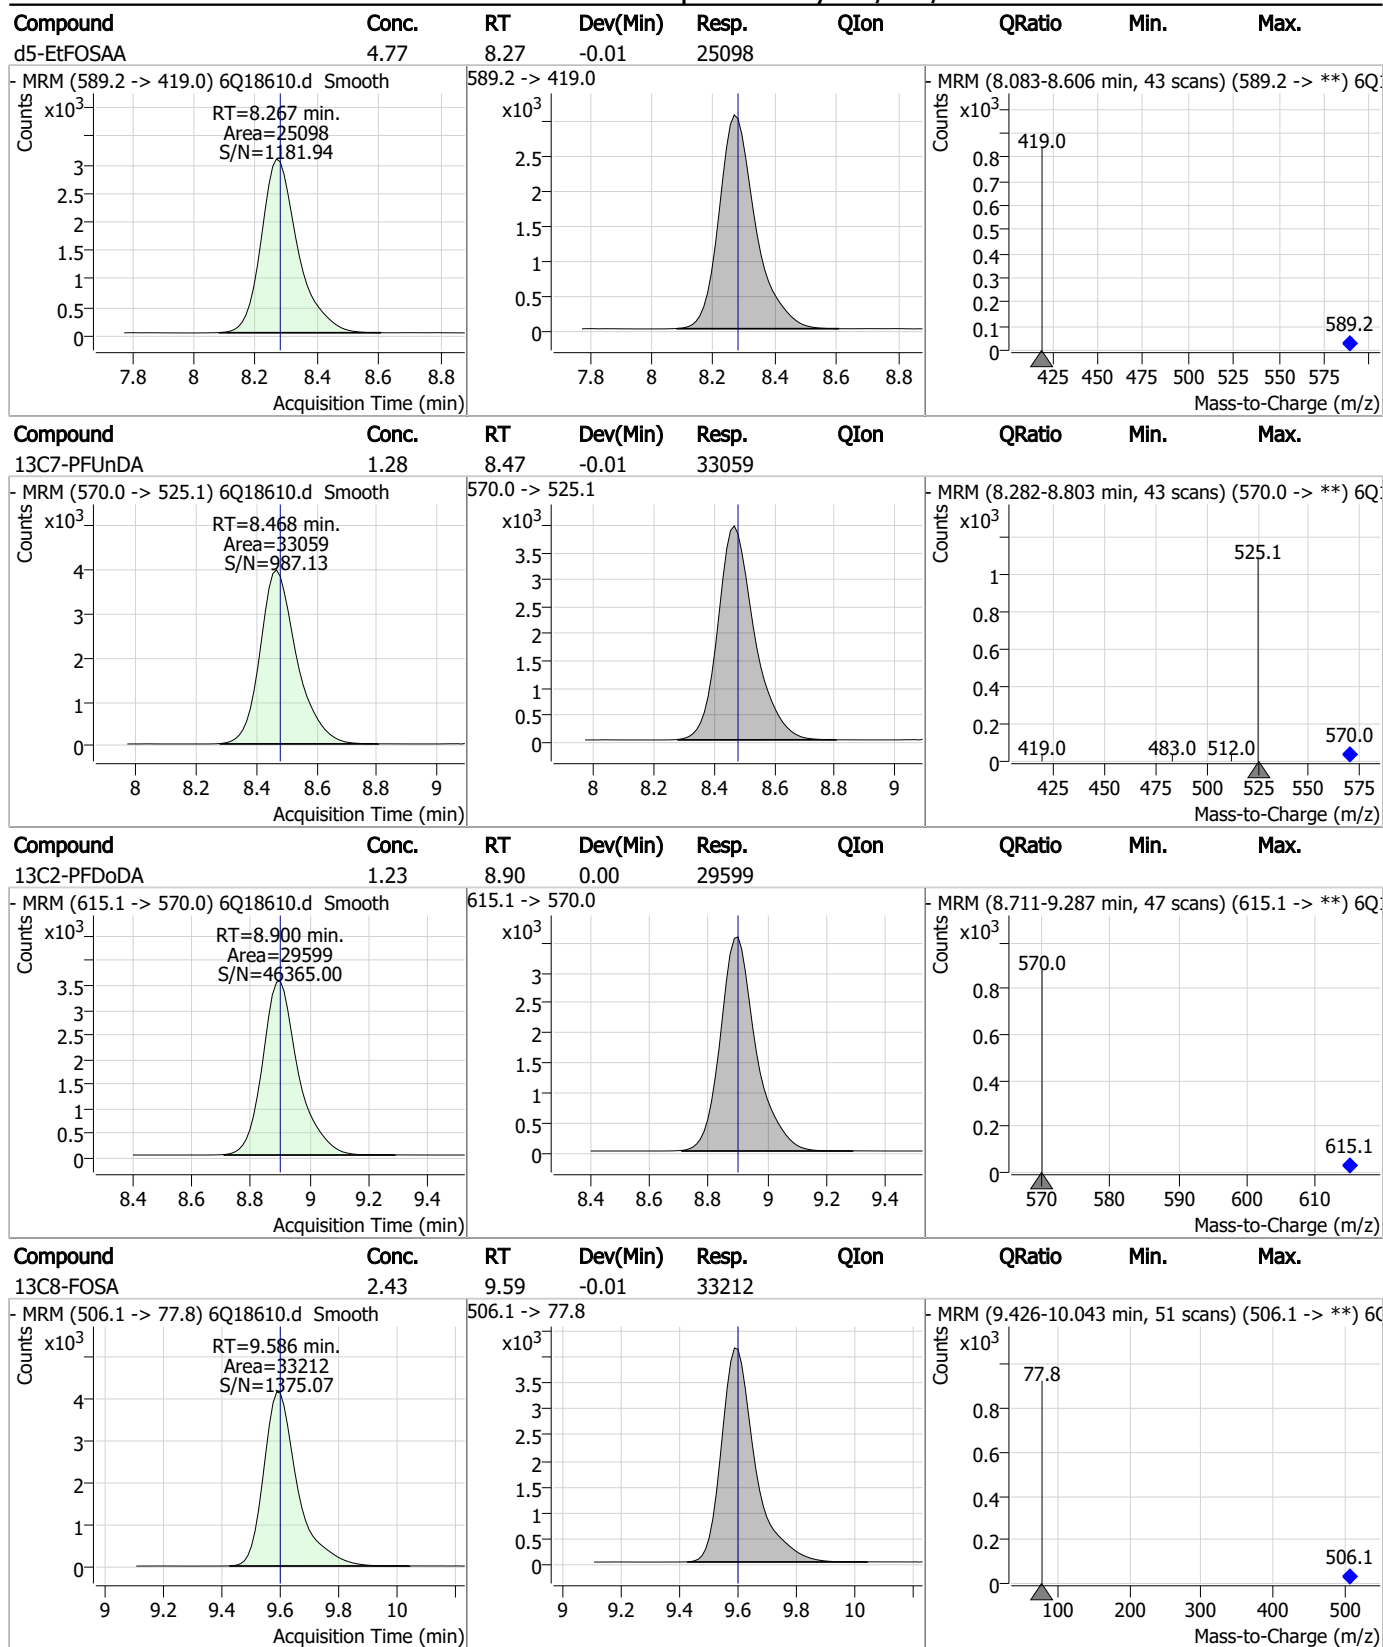 Compound Conc. RT Dev(Min) Resp. QIon QRatio Min. Max.
d5-EtFOSAA 4.77 8.27 -0.01 25098
- MRM (589.2 -> 419.0) 6Q18610.d Smooth
Counts
x10³
RT=8.267 min.
Area=25098
S/N=1181.94
3
2.5
2
1.5
1
0.5
0
7.8 8 8.2 8.4 8.6 8.8
Acquisition Time (min)
589.2 -> 419.0
x10³
2.5
2
1.5
1
0.5
0
7.8 8 8.2 8.4 8.6 8.8
- MRM (8.083-8.606 min, 43 scans) (589.2 -> **) 6Q
Counts
x10³
419.0
0.8
0.7
0.6
0.5
0.4
0.3
0.2
0.1
0
589.2
425 450 475 500 525 550 575
Mass-to-Charge (m/z)
Compound Conc. RT Dev(Min) Resp. QIon QRatio Min. Max.
13C7-PFUnDA 1.28 8.47 -0.01 33059
- MRM (570.0 -> 525.1) 6Q18610.d Smooth
Counts
x10³
RT=8.468 min.
Area=33059
S/N=987.13
4
3
2
1
0
8 8.2 8.4 8.6 8.8 9
Acquisition Time (min)
570.0 -> 525.1
x10³
3.5
3
2.5
2
1.5
1
0.5
0
8 8.2 8.4 8.6 8.8 9
- MRM (8.282-8.803 min, 43 scans) (570.0 -> **) 6Q
Counts
x10³
525.1
1
0.8
0.6
0.4
0.2
0
419.0 483.0 512.0 570.0
425 450 475 500 525 550 575
Mass-to-Charge (m/z)
Compound Conc. RT Dev(Min) Resp. QIon QRatio Min. Max.
13C2-PFDoDA 1.23 8.90 0.00 29599
- MRM (615.1 -> 570.0) 6Q18610.d Smooth
Counts
x10³
RT=8.900 min.
Area=29599
S/N=46365.00
3.5
3
2.5
2
1.5
1
0.5
0
8.4 8.6 8.8 9 9.2 9.4
Acquisition Time (min)
615.1 -> 570.0
x10³
3
2.5
2
1.5
1
0.5
0
8.4 8.6 8.8 9 9.2 9.4
- MRM (8.711-9.287 min, 47 scans) (615.1 -> **) 6Q
Counts
x10³
570.0
0.8
0.6
0.4
0.2
0
615.1
570 580 590 600 610
Mass-to-Charge (m/z)
Compound Conc. RT Dev(Min) Resp. QIon QRatio Min. Max.
13C8-FOSA 2.43 9.59 -0.01 33212
- MRM (506.1 -> 77.8) 6Q18610.d Smooth
Counts
x10³
RT=9.586 min.
Area=33212
S/N=1375.07
4
3
2
1
0
9 9.2 9.4 9.6 9.8 10
Acquisition Time (min)
506.1 -> 77.8
x10³
3.5
3
2.5
2
1.5
1
0.5
0
9 9.2 9.4 9.6 9.8 10
- MRM (9.426-10.043 min, 51 scans) (506.1 -> **) 6
Counts
x10³
77.8
0.8
0.6
0.4
0.2
0
506.1
100 200 300 400 500
Mass-to-Charge (m/z)